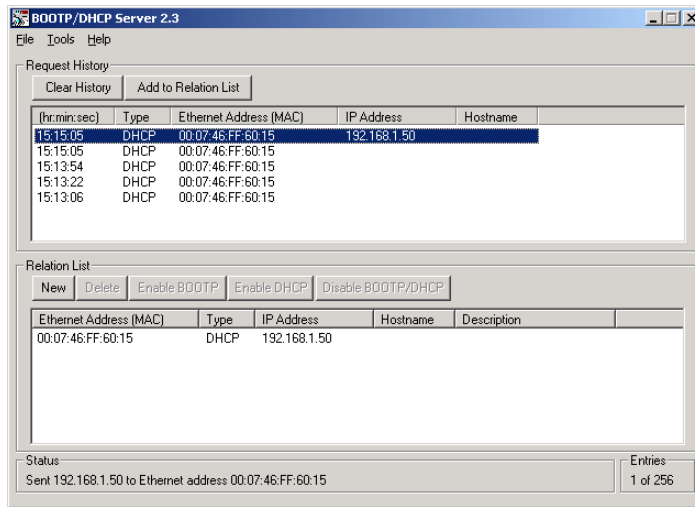 BOOTP/DHCP Server 2.3
File Tools Help
Request History
Clear History Add to Relation List
(hr:min:sec) Type Ethernet Address (MAC) IP Address Hostname
15:15:05 DHCP 00:07:46:FF:60:15 192.168.1.50
15:15:05 DHCP 00:07:46:FF:60:15
15:13:54 DHCP 00:07:46:FF:60:15
15:13:22 DHCP 00:07:46:FF:60:15
15:13:06 DHCP 00:07:46:FF:60:15
Relation List
New Delete Enable BOOTP Enable DHCP Disable BOOTP/DHCP
Ethernet Address (MAC) Type IP Address Hostname Description
00:07:46:FF:60:15 DHCP 192.168.1.50
Status Entries
Sent 192.168.1.50 to Ethernet address 00:07:46:FF:60:15 1 of 256